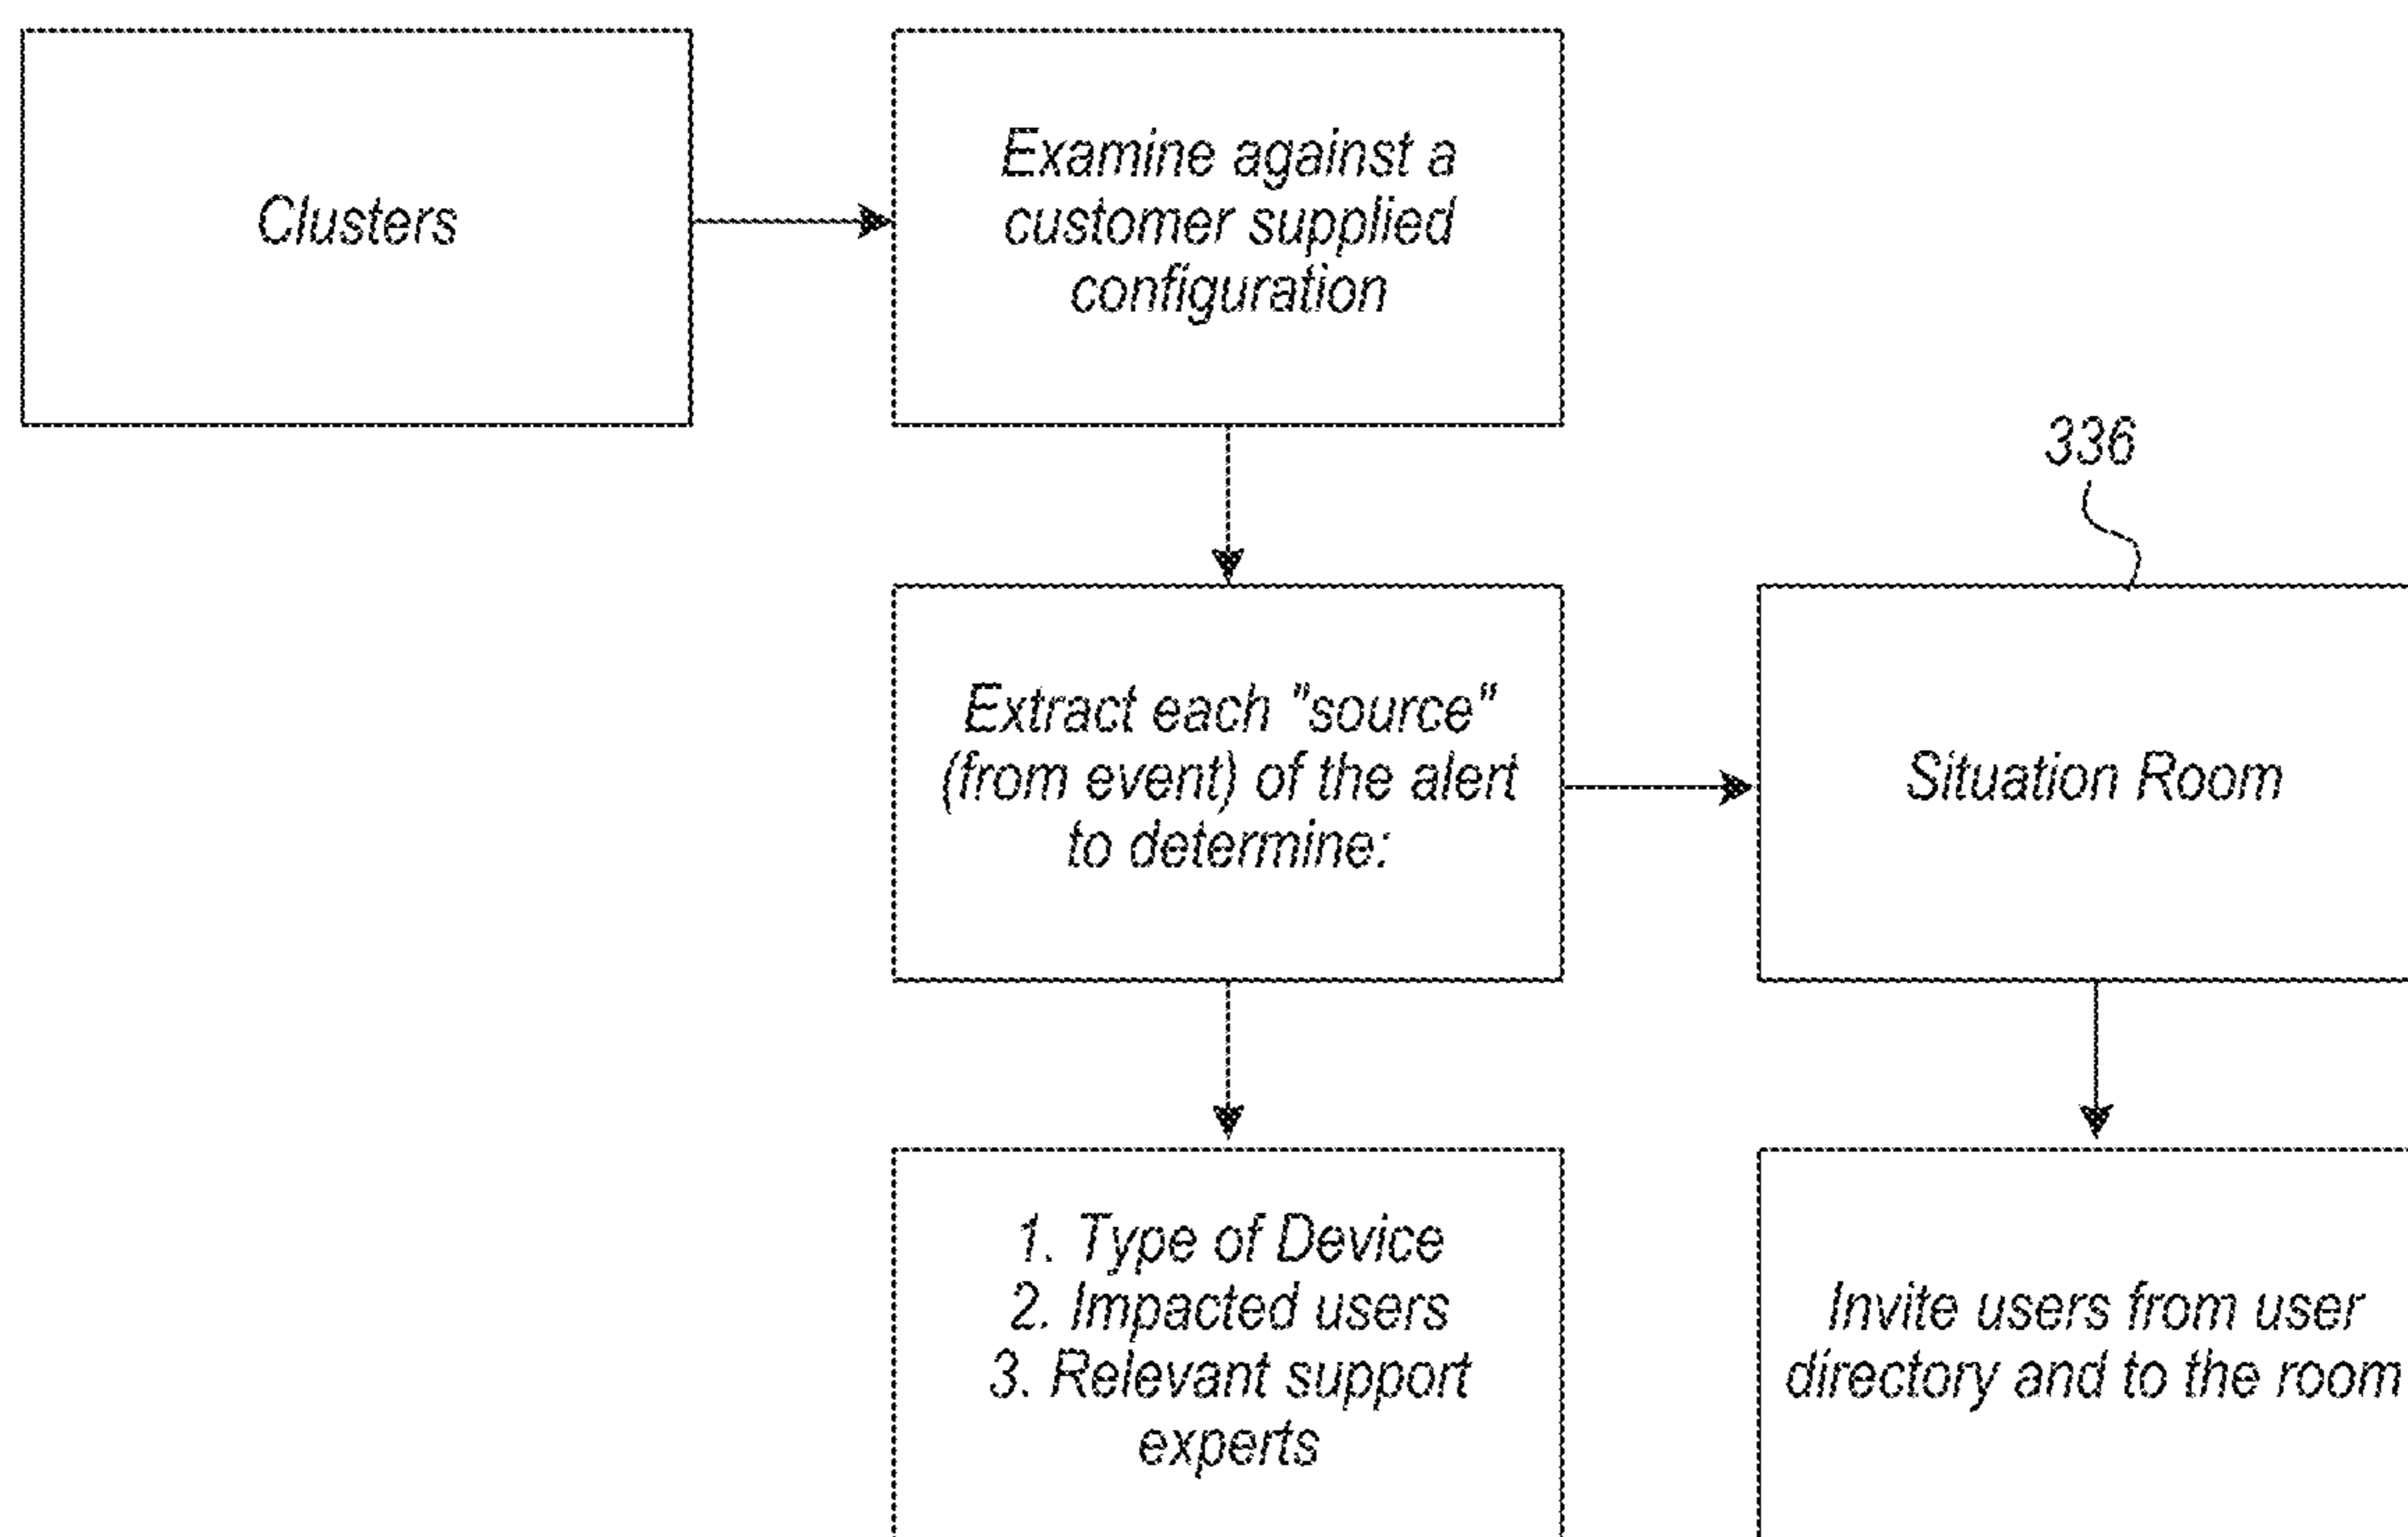 Clusters
Examine against a
customer supplied
configuration
336
Extract each "source"
(from event) of the alert
to determine:
Situation Room
1. Type of Device
2. Impacted users
3. Relevant support
experts
Invite users from user
directory and to the room